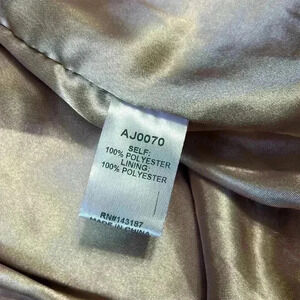 AJ0070
SELF:
100% POLYESTER
LINING:
100% POLYESTER
RN#143187
MADE IN CHINA